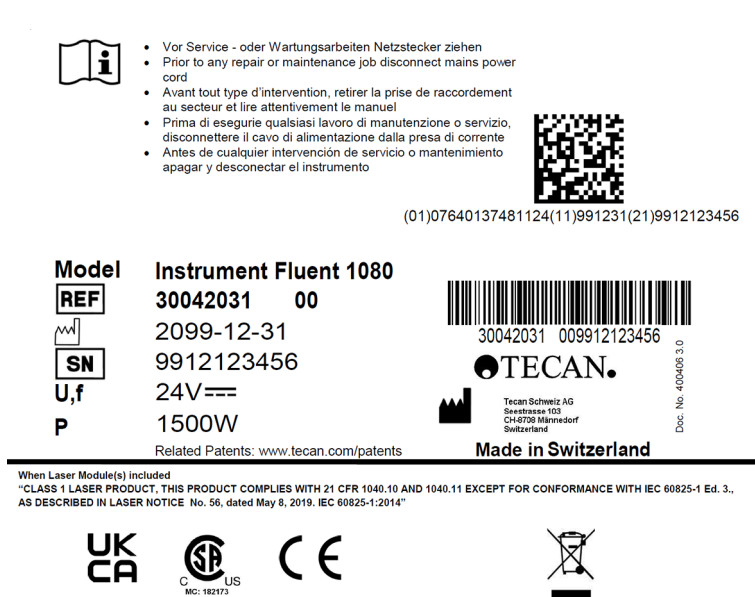 • Vor Service - oder Wartungsarbeiten Netzstecker ziehen
• Prior to any repair or maintenance job disconnect mains power
cord
• Avant tout type d'intervention, retirer la prise de raccordement
au secteur et lire attentivement le manuel
• Prima di esegurie qualsiasi lavoro di manutenzione o servizio,
disconnettere il cavo di alimentazione dalla presa di corrente
• Antes de cualquier intervención de servicio o mantenimiento
apagar y desconectar el instrumento
(01)07640137481124(11)991231(21)9912123456
Model Instrument Fluent 1080
REF 30042031 00
2099-12-31
SN 9912123456
U,f 24V
P 1500W
Related Patents: www.tecan.com/patents
30042031 009912123456
TECAN.
Tecan Schweiz AG
Seestrasse 103
CH-8708 Männedorf
Switzerland
Doc. No. 400406 3.0
Made in Switzerland
When Laser Module(s) included
“CLASS 1 LASER PRODUCT, THIS PRODUCT COMPLIES WITH 21 CFR 1040.10 AND 1040.11 EXCEPT FOR CONFORMANCE WITH IEC 60825-1 Ed. 3.,
AS DESCRIBED IN LASER NOTICE No. 56, dated May 8, 2019. IEC 60825-1:2014”
UK
CA
C SA US
MC: 182173
CE